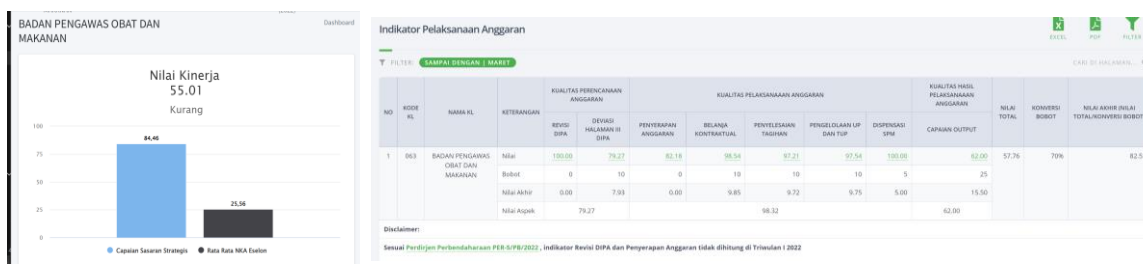 BADAN PENGAWAS OBAT DAN
MAKANAN
Dashboard
Nilai Kinerja
55.01
Kurang
100
75
50
25
0
84,46
25,56
Capaian Sasaran Strategis
Rata Rata NKA Eselon
Indikator Pelaksanaan Anggaran
EXCEL
PDF
FILTER
FILTER: SAMPAI DENGAN | MARET
CARI DI HALAMAN...
NO
KODE KL
NAMA KL
KETERANGAN
KUALITAS PERENCANAAN ANGGARAN
KUALITAS PELAKSANAAAN ANGGARAN
KUALITAS HASIL PELAKSANAAAN ANGGARAN
NILAI TOTAL
KONVERSI BOBOT
NILAI AKHIR (NILAI TOTAL/KONVERSI BOBOT)
REVISI DIPA
DEVIASI HALAMAN III DIPA
PENYERAPAN ANGGARAN
BELANJA KONTRAKTUAL
PENYELESAIAN TAGIHAN
PENGELOLAAN UP DAN TUP
DISPENSASI SPM
CAPAIAN OUTPUT
1 063 BADAN PENGAWAS OBAT DAN MAKANAN Nilai 100.00 79.27 82.18 98.54 97.21 97.54 100.00 62.00 57.76 70% 82.5
Bobot 0 10 0 10 10 10 5 25
Nilai Akhir 0.00 7.93 0.00 9.85 9.72 9.75 5.00 15.50
Nilai Aspek 79.27 98.32 62.00
Disclaimer:
Sesuai Perdirjen Perbendaharaan PER-5/PB/2022 , indikator Revisi DIPA dan Penyerapan Anggaran tidak dihitung di Triwulan I 2022